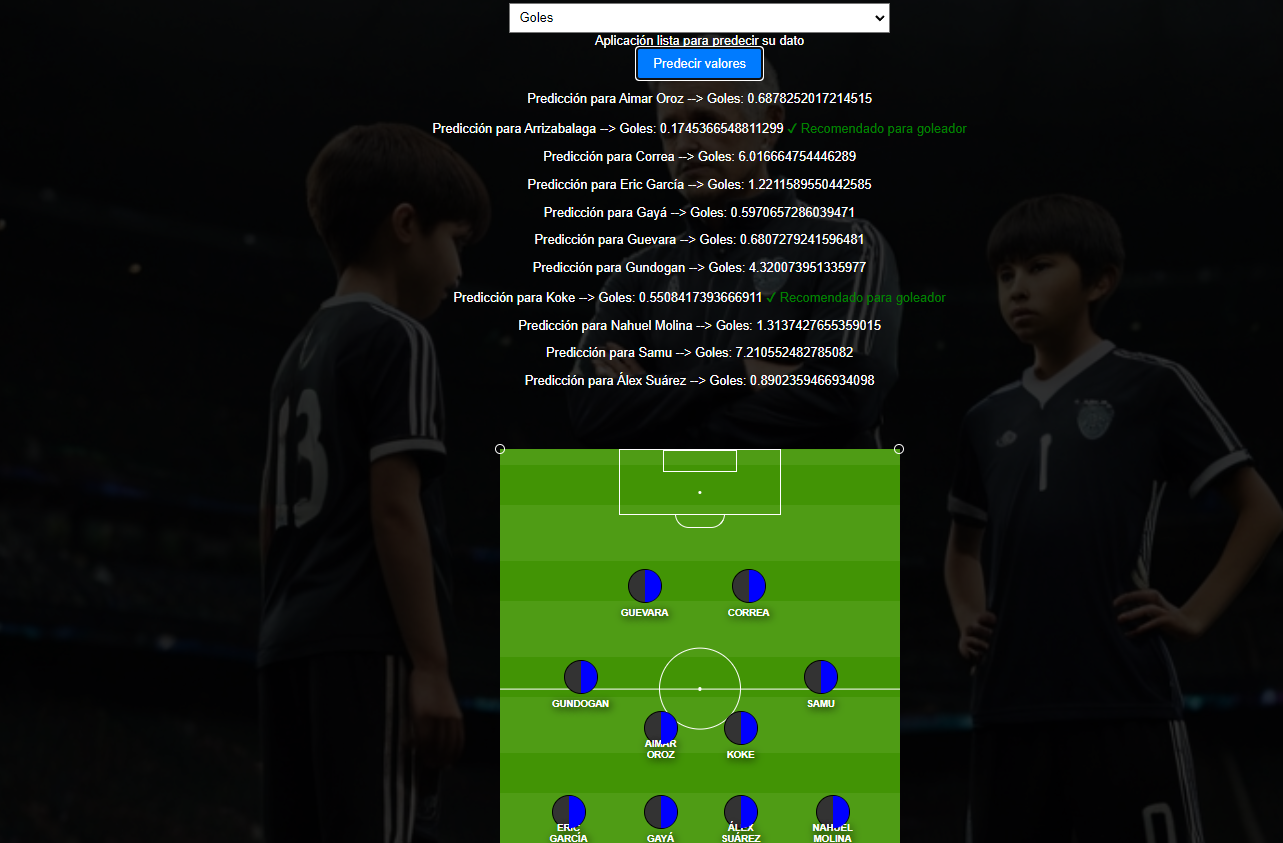 Goles
Aplicación lista para predecir su dato
Predecir valores
Predicción para Aimar Oroz --> Goles: 0.6878252017214515
Predicción para Arrizabalaga --> Goles: 0.1745366548811299 ✓ Recomendado para goleador
Predicción para Correa --> Goles: 6.016664754446289
Predicción para Eric García --> Goles: 1.2211589550442585
Predicción para Gayá --> Goles: 0.5970657286039471
Predicción para Guevara --> Goles: 0.6807279241596481
Predicción para Gundogan --> Goles: 4.320073951335977
Predicción para Koke --> Goles: 0.5508417393666911 ✓ Recomendado para goleador
Predicción para Nahuel Molina --> Goles: 1.3137427655359015
Predicción para Samu --> Goles: 7.210552482785082
Predicción para Álex Suárez --> Goles: 0.8902359466934098
13
1
0
GUEVARA
CORREA
GUNDOGAN
SAMU
AIMAR
OROZ
KOKE
ERIC
GARCÍA
GAYÁ
ÁLEX
SUÁREZ
NAHUEL
MOLINA